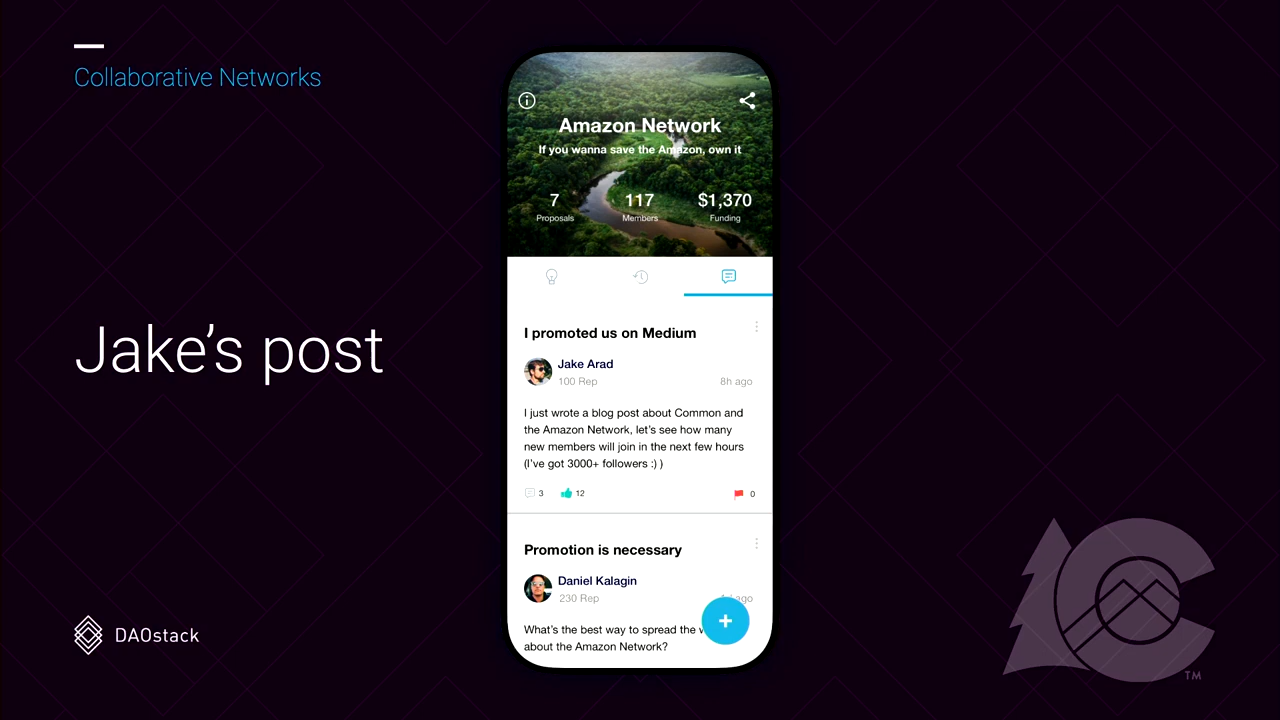 Collaborative Networks
Jake's post
DAOstack
Amazon Network
If you wanna save the Amazon, own it
7 117 $1,370
Proposals Members Funding
I promoted us on Medium
Jake Arad
100 Rep 8h ago
I just wrote a blog post about Common and
the Amazon Network, let's see how many
new members will join in the next few hours
(I've got 3000+ followers :) )
3 12 0
Promotion is necessary
Daniel Kalagin
230 Rep ago
What's the best way to spread the
about the Amazon Network?
+
C
TM